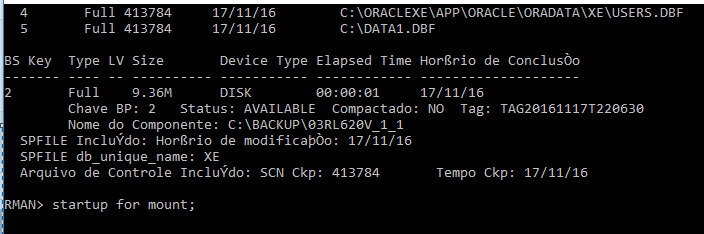 4 Full 413784 17/11/16 C:\ORACLEXE\APP\ORACLE\ORADATA\XE\USERS.DBF
5 Full 413784 17/11/16 C:\DATA1.DBF
BS Key Type LV Size Device Type Elapsed Time Horßrio de ConclusÒo
------- ---- -- ---------- ----------- ------------ --------------------
2 Full 9.36M DISK 00:00:01 17/11/16
Chave BP: 2 Status: AVAILABLE Compactado: NO Tag: TAG20161117T220630
Nome do Componente: C:\BACKUP\03RL620V_1_1
SPFILE IncluÝdo: Horßrio de modificaþÒo: 17/11/16
SPFILE db_unique_name: XE
Arquivo de Controle IncluÝdo: SCN Ckp: 413784 Tempo Ckp: 17/11/16
RMAN> startup for mount;